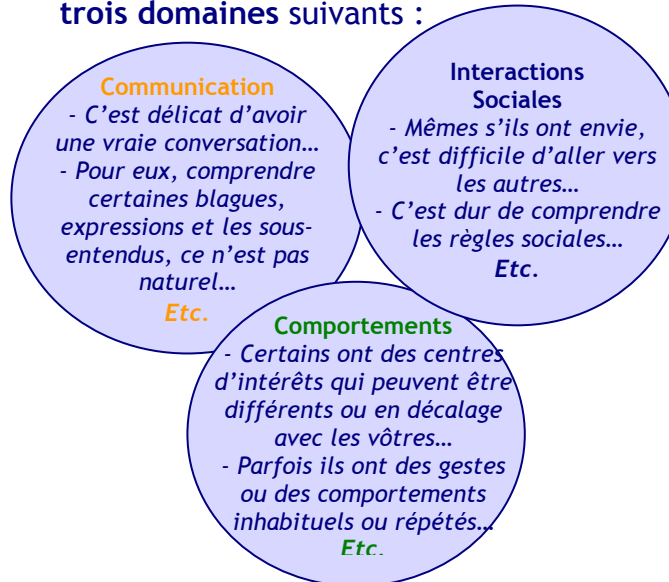 trois domaines suivants :
Communication
- C’est délicat d’avoir
une vraie conversation…
- Pour eux, comprendre
certaines blagues,
expressions et les sous-
entendus, ce n’est pas
naturel…
Etc.
Interactions
Sociales
- Mêmes s’ils ont envie,
c’est difficile d’aller vers
les autres…
- C’est dur de comprendre
les règles sociales…
Etc.
Comportements
- Certains ont des centres
d’intérêts qui peuvent être
différents ou en décalage
avec les vôtres…
- Parfois ils ont des gestes
ou des comportements
inhabituels ou répétés…
Etc.